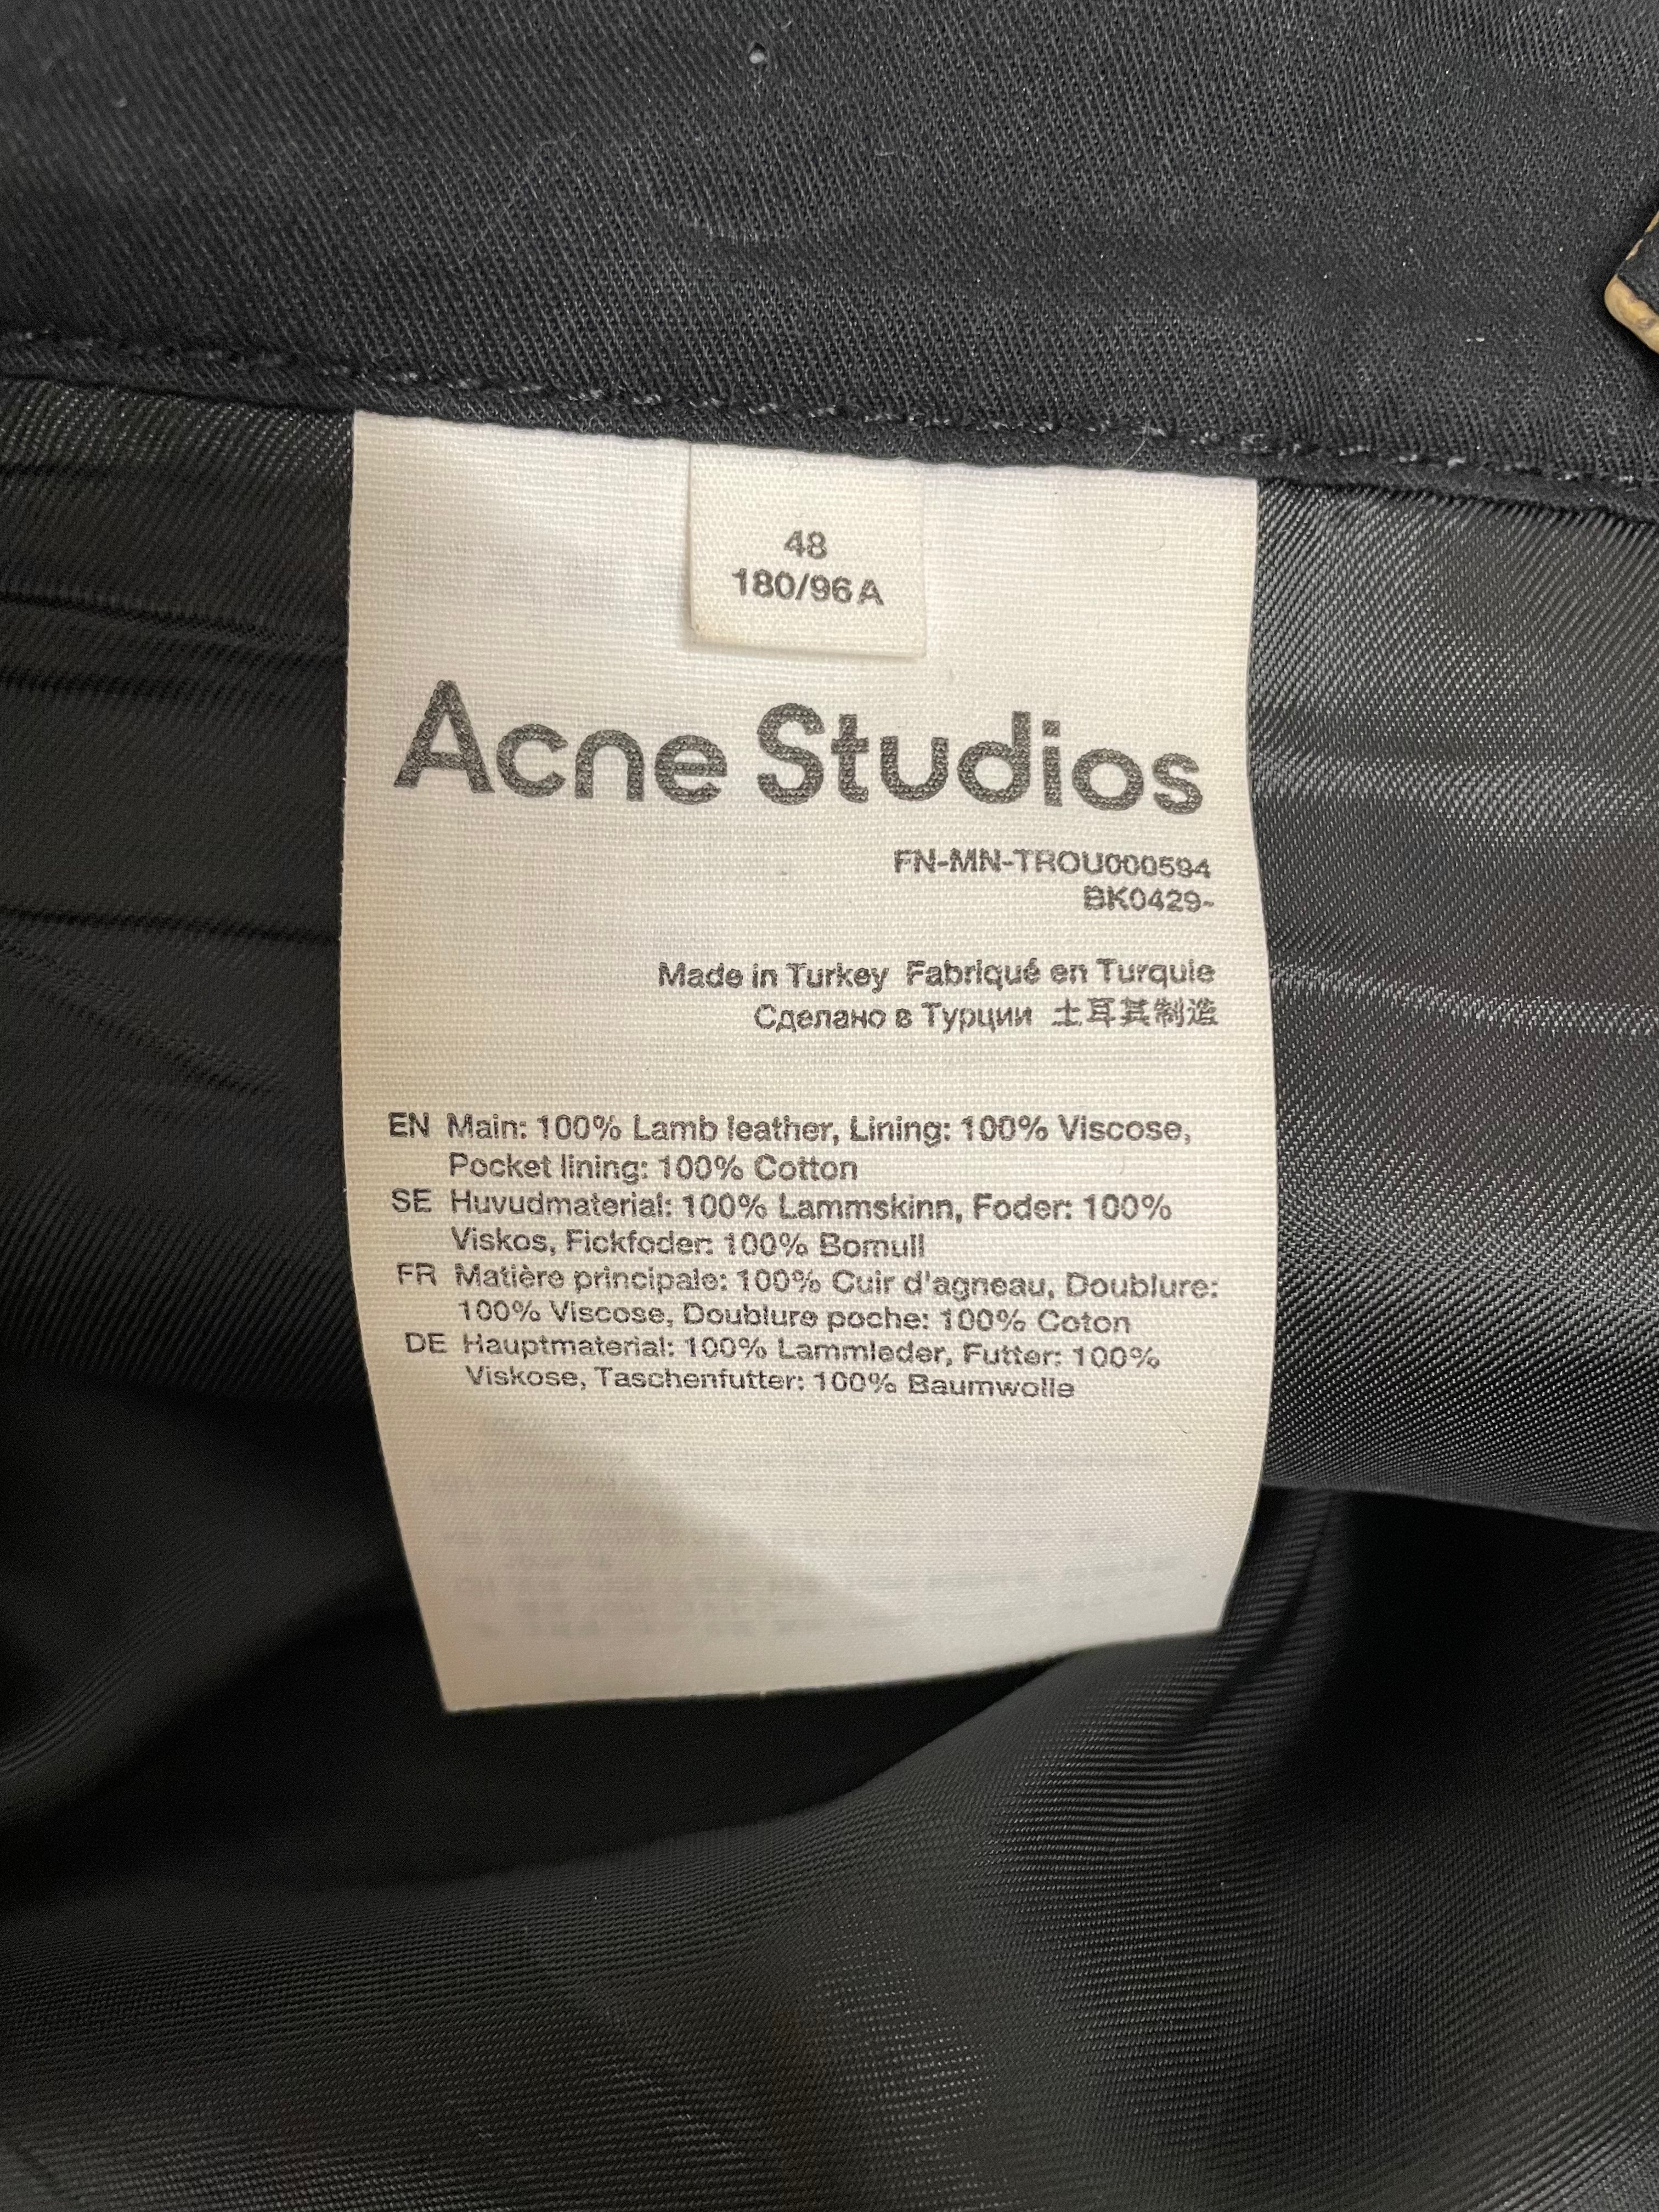 48
180/96A
Acne Studios
FN-MN-TROU000594
BK0429-
Made in Turkey Fabriqué en Turquie
Сделано в Турции 土耳其制造
EN Main: 100% Lamb leather, Lining: 100% Viscose,
Pocket lining: 100% Cotton
SE Huvudmaterial: 100% Lammskinn, Foder: 100%
Viskos, Fickfoder: 100% Bomull
FR Matière principale: 100% Cuir d'agneau, Doublure:
100% Viscose, Doublure poche: 100% Coton
DE Hauptmaterial: 100% Lammleder, Futter: 100%
Viskose, Taschenfutter: 100% Baumwolle